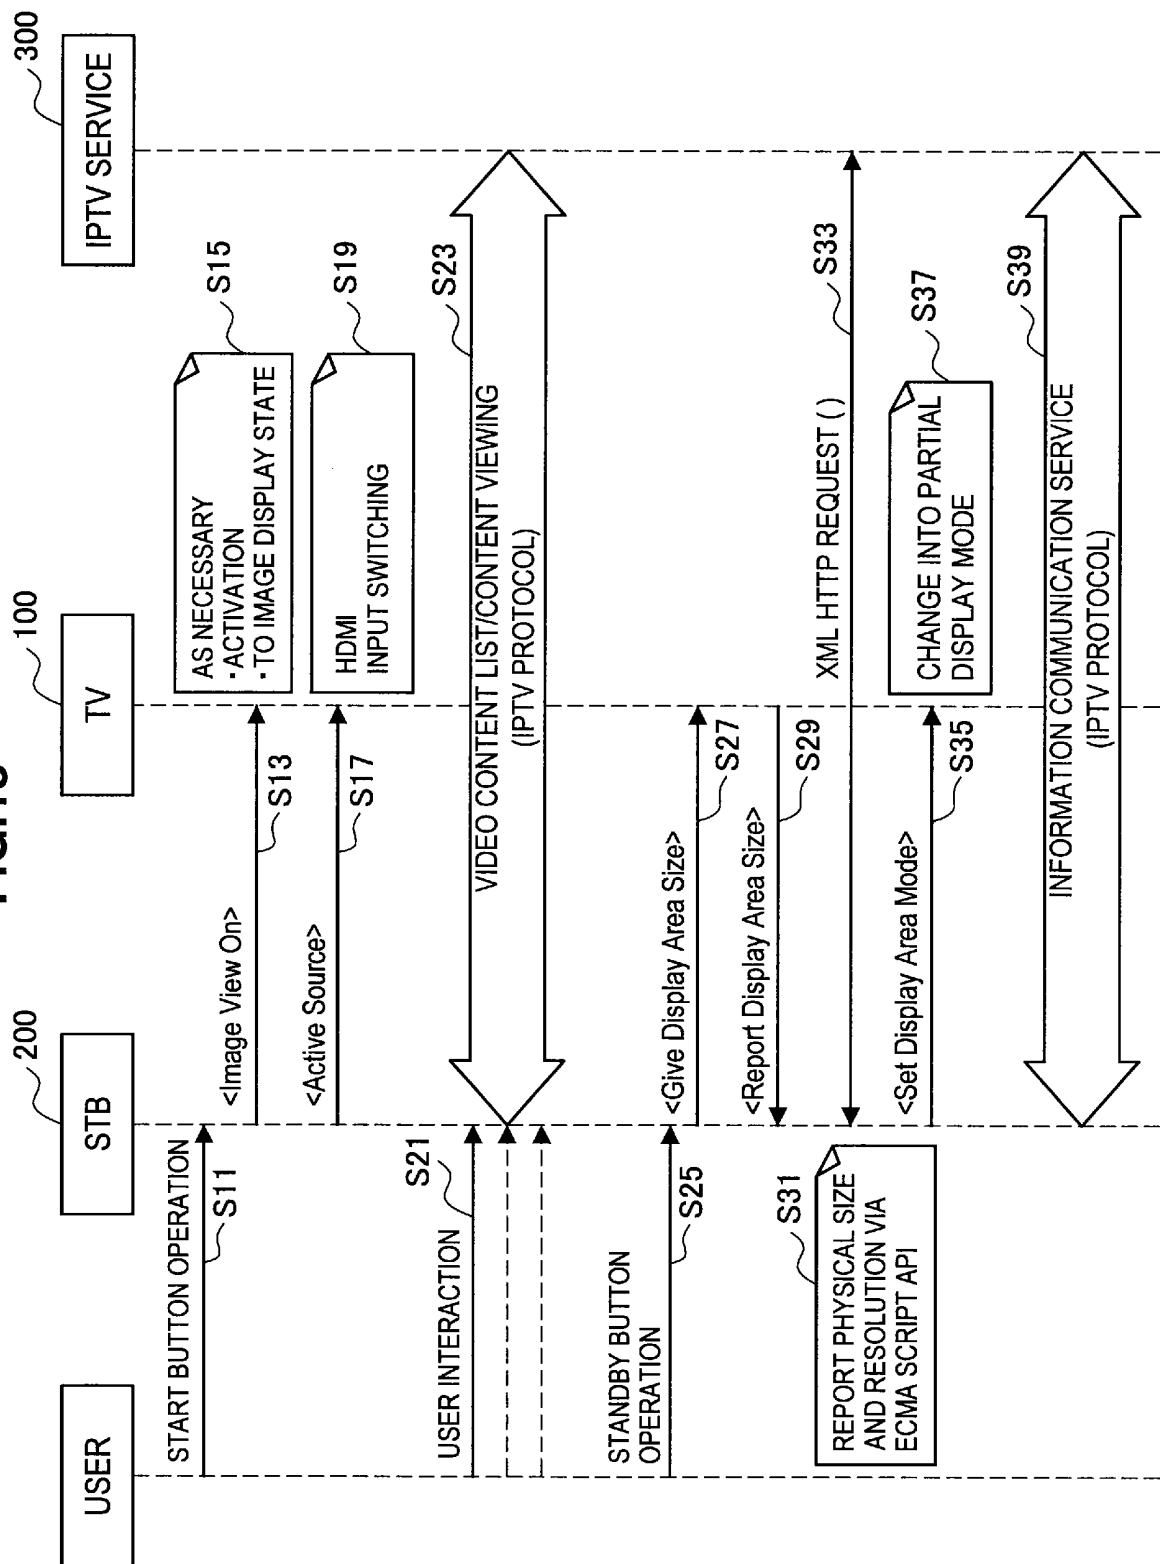 USER
STB
200
TV
100
IPTV SERVICE
300
START BUTTON OPERATION
S11
<Image View On>
S13
AS NECESSARY
・ACTIVATION
・TO IMAGE DISPLAY STATE
S15
<Active Source>
S17
HDMI
INPUT SWITCHING
S19
USER INTERACTION
S21
VIDEO CONTENT LIST/CONTENT VIEWING
(IPTV PROTOCOL)
S23
STANDBY BUTTON
OPERATION
S25
<Give Display Area Size>
S27
<Report Display Area Size>
S29
REPORT PHYSICAL SIZE
AND RESOLUTION VIA
ECMA SCRIPT API
S31
XML HTTP REQUEST ( )
S33
<Set Display Area Mode>
S35
CHANGE INTO PARTIAL
DISPLAY MODE
S37
INFORMATION COMMUNICATION SERVICE
(IPTV PROTOCOL)
S39